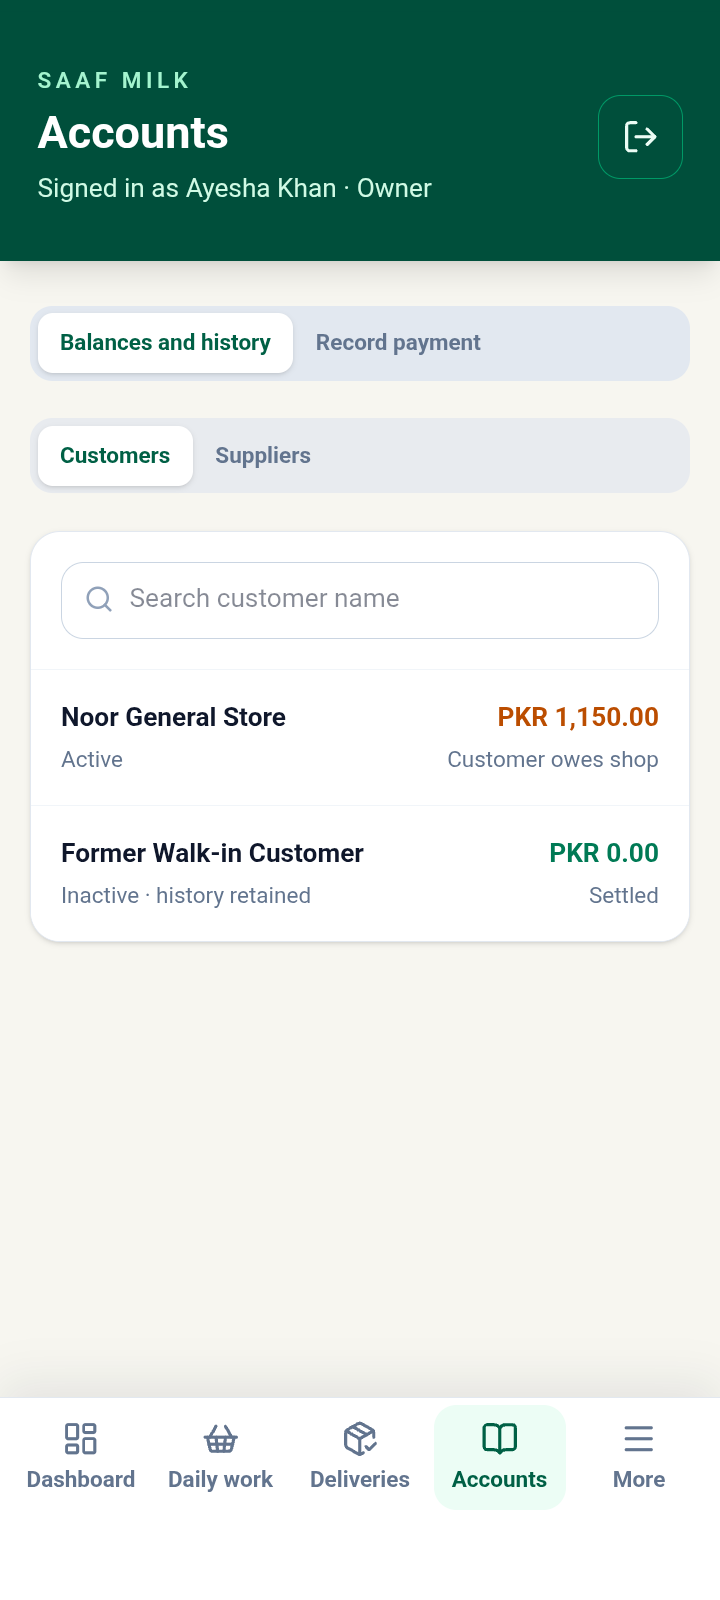 SAAF MILK
Accounts
Signed in as Ayesha Khan · Owner
Balances and history Record payment
Customers Suppliers
Search customer name
Noor General Store PKR 1,150.00
Active Customer owes shop
Former Walk-in Customer PKR 0.00
Inactive · history retained Settled
Dashboard Daily work Deliveries Accounts More